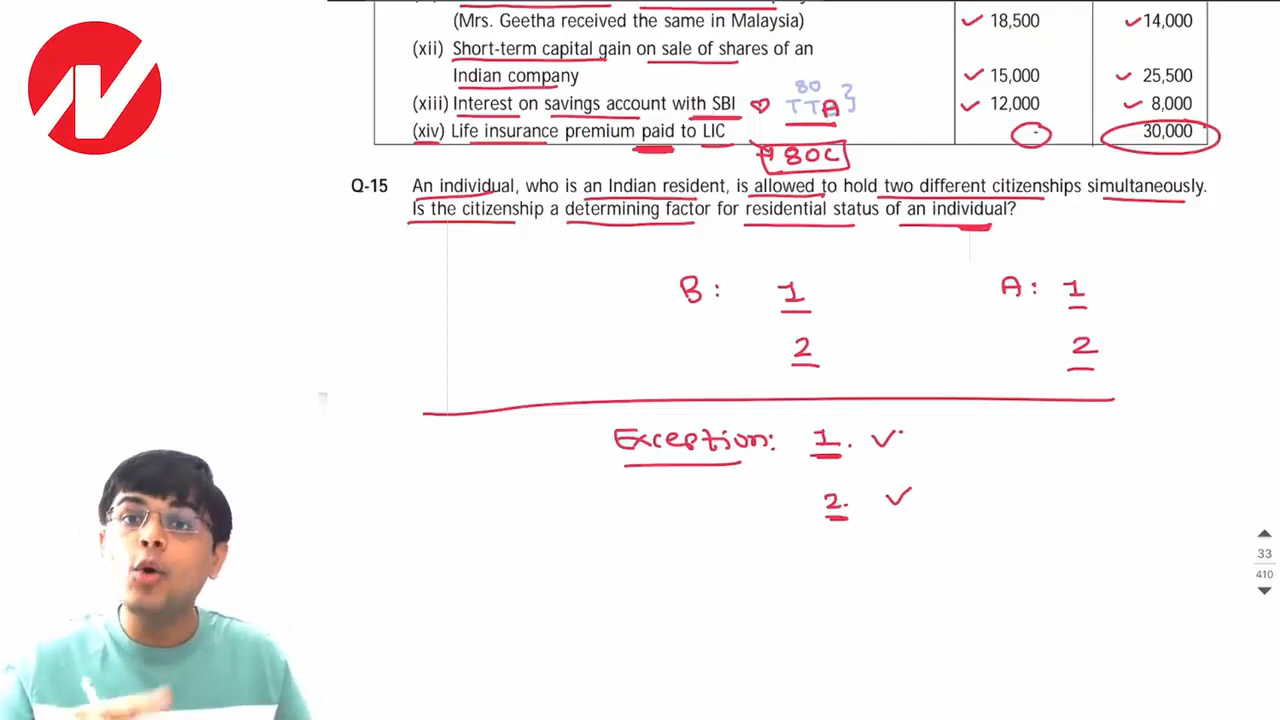 (Mrs. Geetha received the same in Malaysia) 18,500 14,000
(xii) Short-term capital gain on sale of shares of an
Indian company 15,000 25,500
80
(xiii) Interest on savings account with SBI TTA 12,000 8,000
(xiv) Life insurance premium paid to LIC - 30,000
80C
Q-15 An individual, who is an Indian resident, is allowed to hold two different citizenships simultaneously.
Is the citizenship a determining factor for residential status of an individual?
B: 1 A: 1
2 2
Exception: 1.
2.
33
410